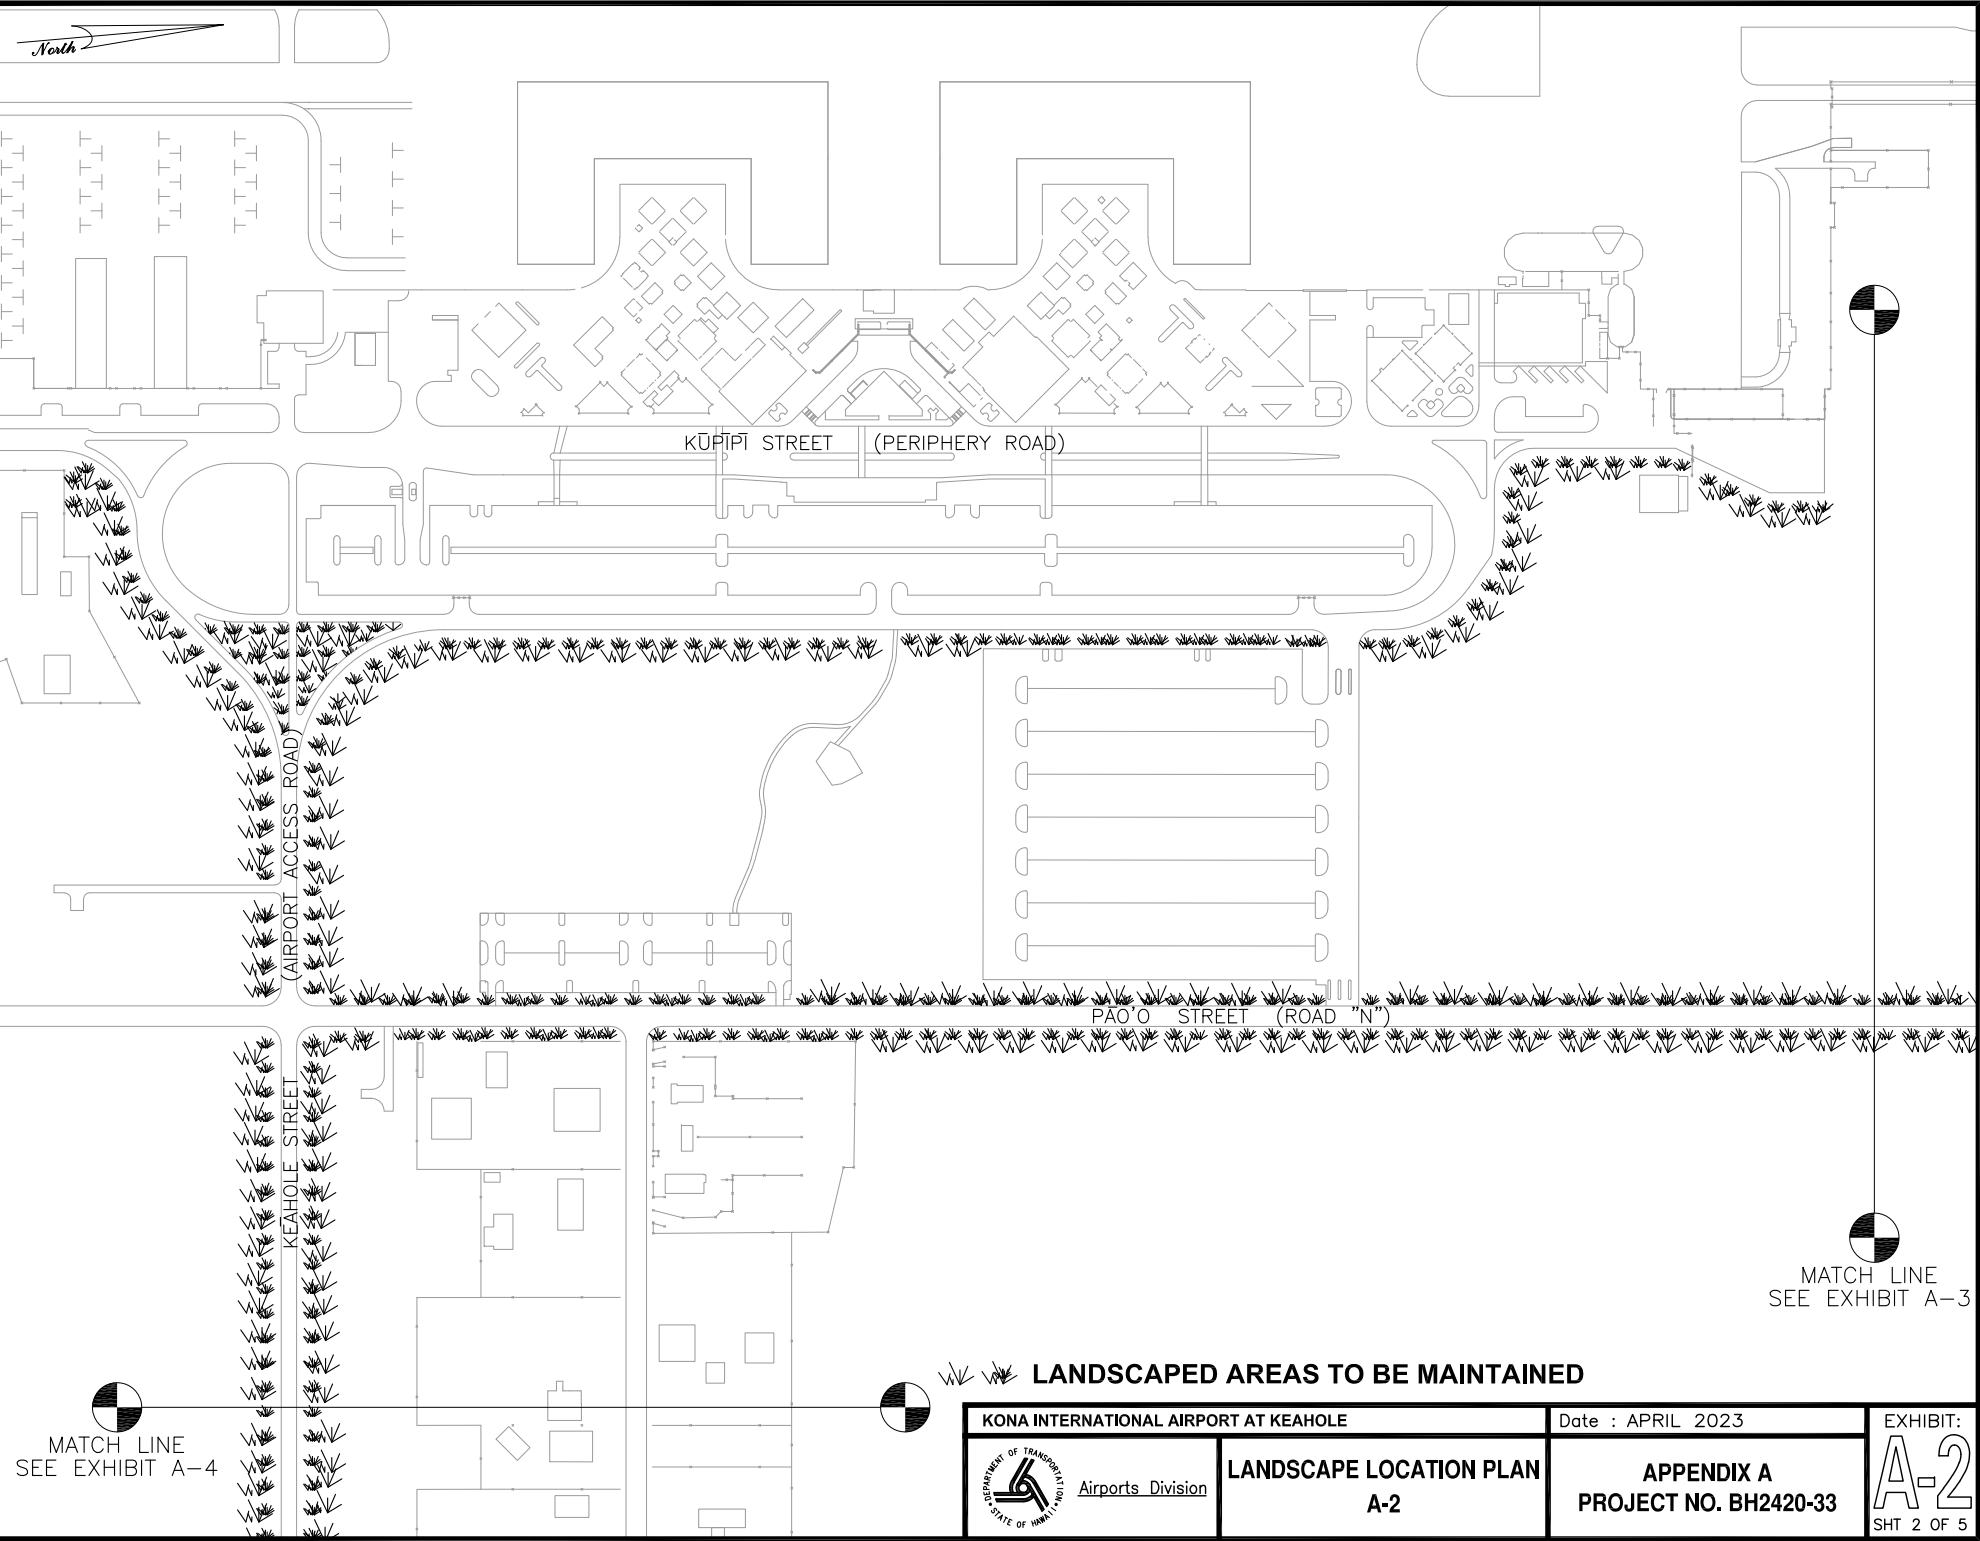 North
KŪPĪPĪ STREET (PERIPHERY ROAD)
(AIRPORT ACCESS ROAD)
PAO'O STREET (ROAD "N")
KEAHOLE STREET
MATCH LINE
SEE EXHIBIT A-3
MATCH LINE
SEE EXHIBIT A-4
LANDSCAPED AREAS TO BE MAINTAINED
KONA INTERNATIONAL AIRPORT AT KEAHOLE
Date : APRIL 2023
EXHIBIT:
A-2
SHT 2 OF 5
DEPARTMENT OF TRANSPORTATION
STATE OF HAWAII
Airports Division
LANDSCAPE LOCATION PLAN
A-2
APPENDIX A
PROJECT NO. BH2420-33